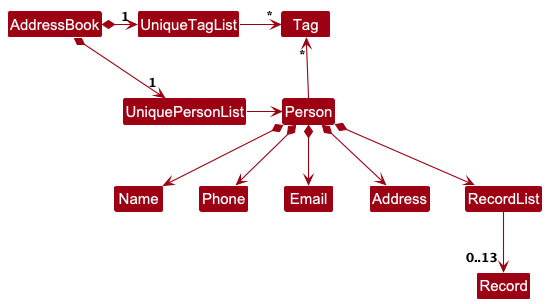 AddressBook 1 UniqueTagList * Tag
*
1
UniquePersonList Person
Name Phone Email Address RecordList
0..13
Record